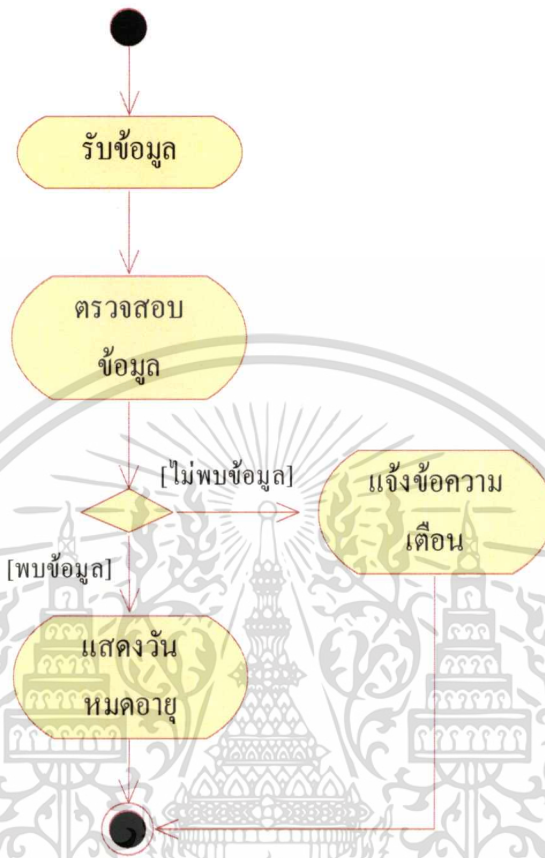 รับข้อมูล
ตรวจสอบ
ข้อมูล
[ไม่พบข้อมูล]
แจ้งข้อความ
เตือน
[พบข้อมูล]
แสดงวัน
หมดอายุ